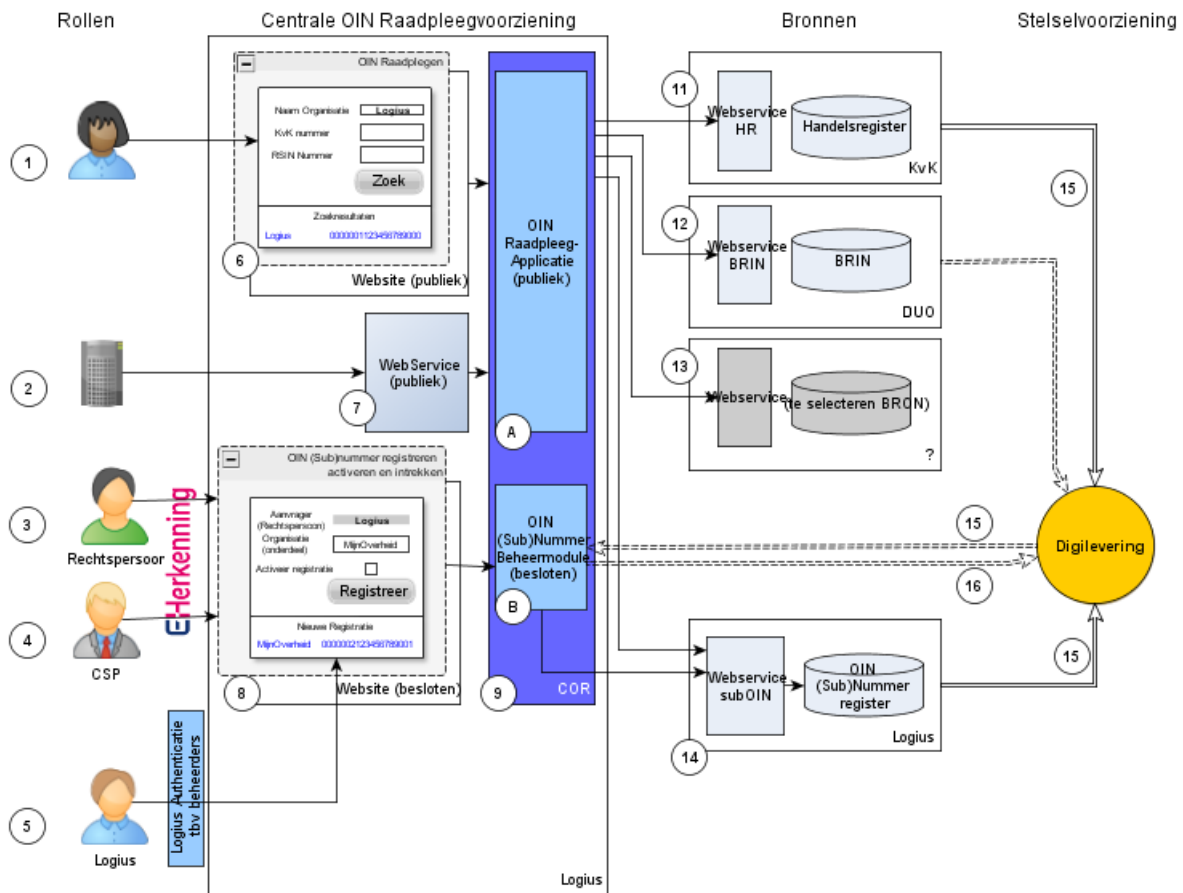 Rollen
Centrale OIN Raadpleegvoorziening
Bronnen
Stelselvoorziening
1
OIN Raadplegen
Naam Organisatie
Logius
KvK nummer
RSIN Nummer
Zoek
Zoekresultaten
Logius
0000001123456789000
6
Website (publiek)
2
WebService
(publiek)
7
OIN
Raadpleeg-
Applicatie
(publiek)
A
OIN
(Sub)Nummer
Beheermodule
(besloten)
B
9
COR
3
Rechtspersoor
4
CSP
E-Herkenning
OIN (Sub)nummer registreren
activeren en intrekken
Aanvrager
(Rechtspersoon)
Logius
Organisatie
(onderdeel)
MijnOverheid
Activeer registratie
Registreer
Nieuwe Registratie
MijnOverheid
0000002123456789001
8
Website (besloten)
5
Logius
Logius Authenticatie
tbv beheerders
Logius
11
Webservice
HR
Handelsregister
KvK
12
Webservice
BRIN
BRIN
DUO
13
Webservice
(te selecteren BRON)
?
14
Webservice
subOIN
OIN
(Sub)Nummer
register
Logius
15
15
16
15
Digilevering